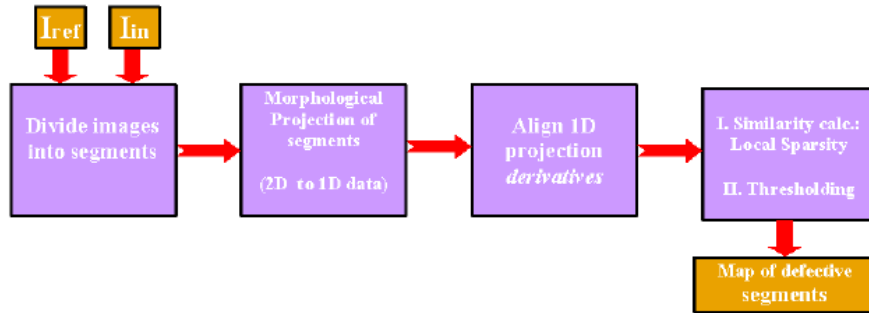 Iref
Iin
Divide images
into segments
Morphological
Projection of
segments
(2D to 1D data)
Align 1D
projection
derivatives
I. Similarity calc.:
Local Sparsity
II. Thresholding
Map of defective
segments